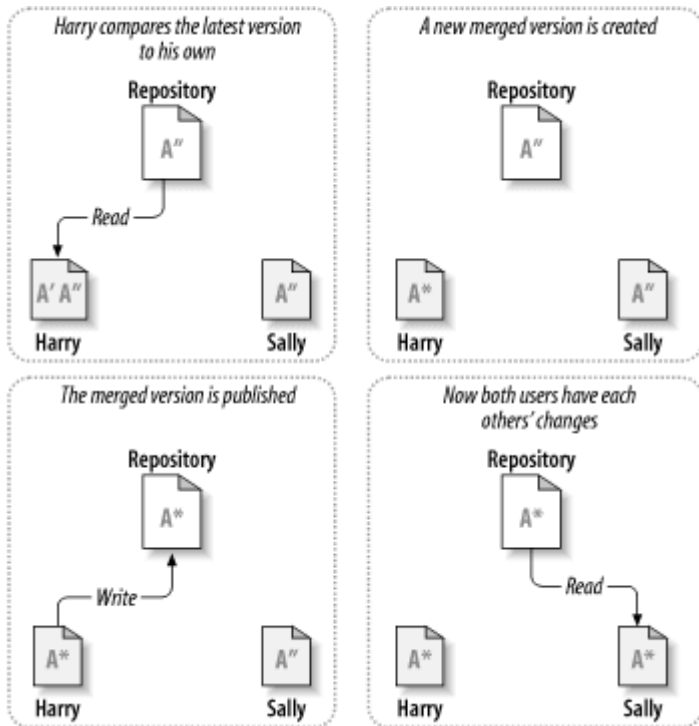 Harry compares the latest version
to his own
Repository
A″
Read
A′ A″
A″
Harry
Sally
A new merged version is created
Repository
A″
A*
A″
Harry
Sally
The merged version is published
Repository
A*
Write
A*
A″
Harry
Sally
Now both users have each
others’ changes
Repository
A*
Read
A*
A*
Harry
Sally